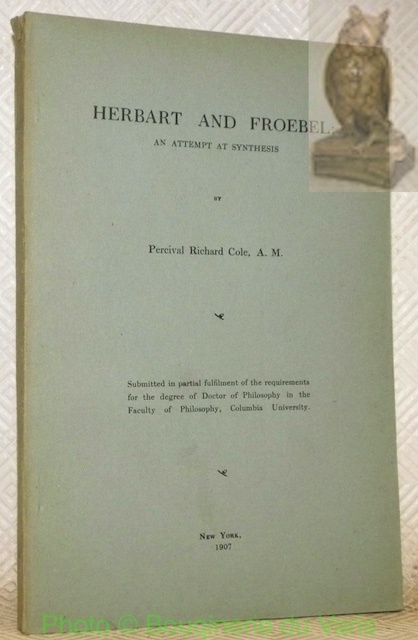 HERBART AND FROEBEL:
AN ATTEMPT AT SYNTHESIS
BY
Percival Richard Cole, A. M.
Submitted in partial fulfilment of the requirements
for the degree of Doctor of Philosophy in the
Faculty of Philosophy, Columbia University.
New York,
1907
Photo © Bouquinerie du Varis